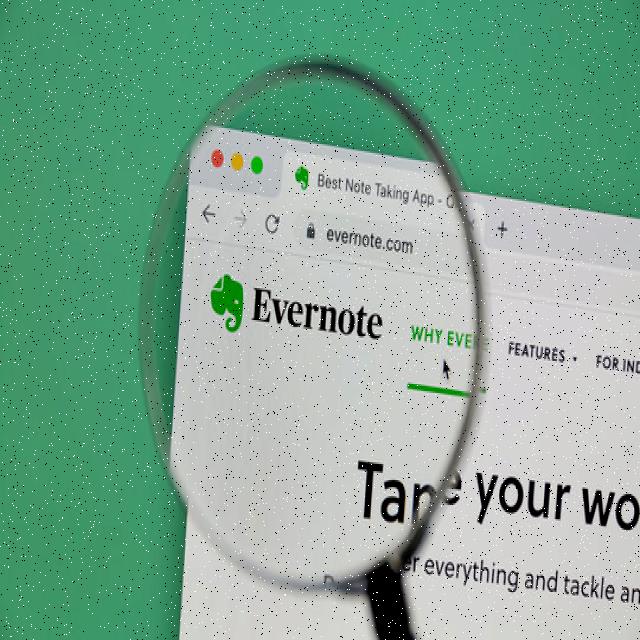 Best Note Taking App -
evernote.com
Evernote
WHY EVE FEATURES FOR IND
your wo
er everything and tackle an